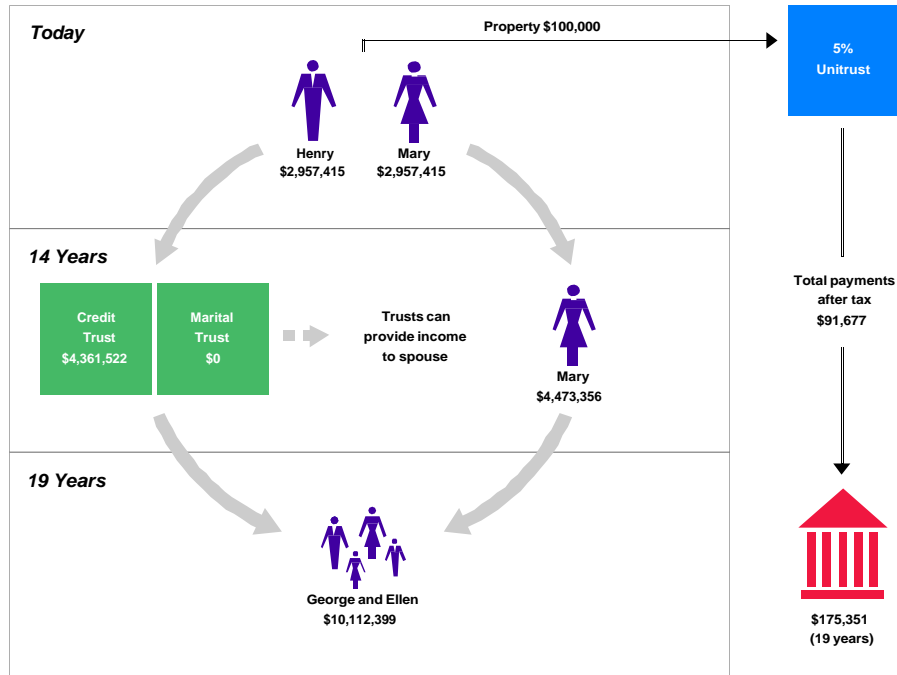 Today
Property $100,000
5%
Unitrust
Henry
$2,957,415
Mary
$2,957,415
14 Years
Credit
Trust
$4,361,522
Marital
Trust
$0
Trusts can
provide income
to spouse
Mary
$4,473,356
Total payments
after tax
$91,677
19 Years
George and Ellen
$10,112,399
$175,351
(19 years)